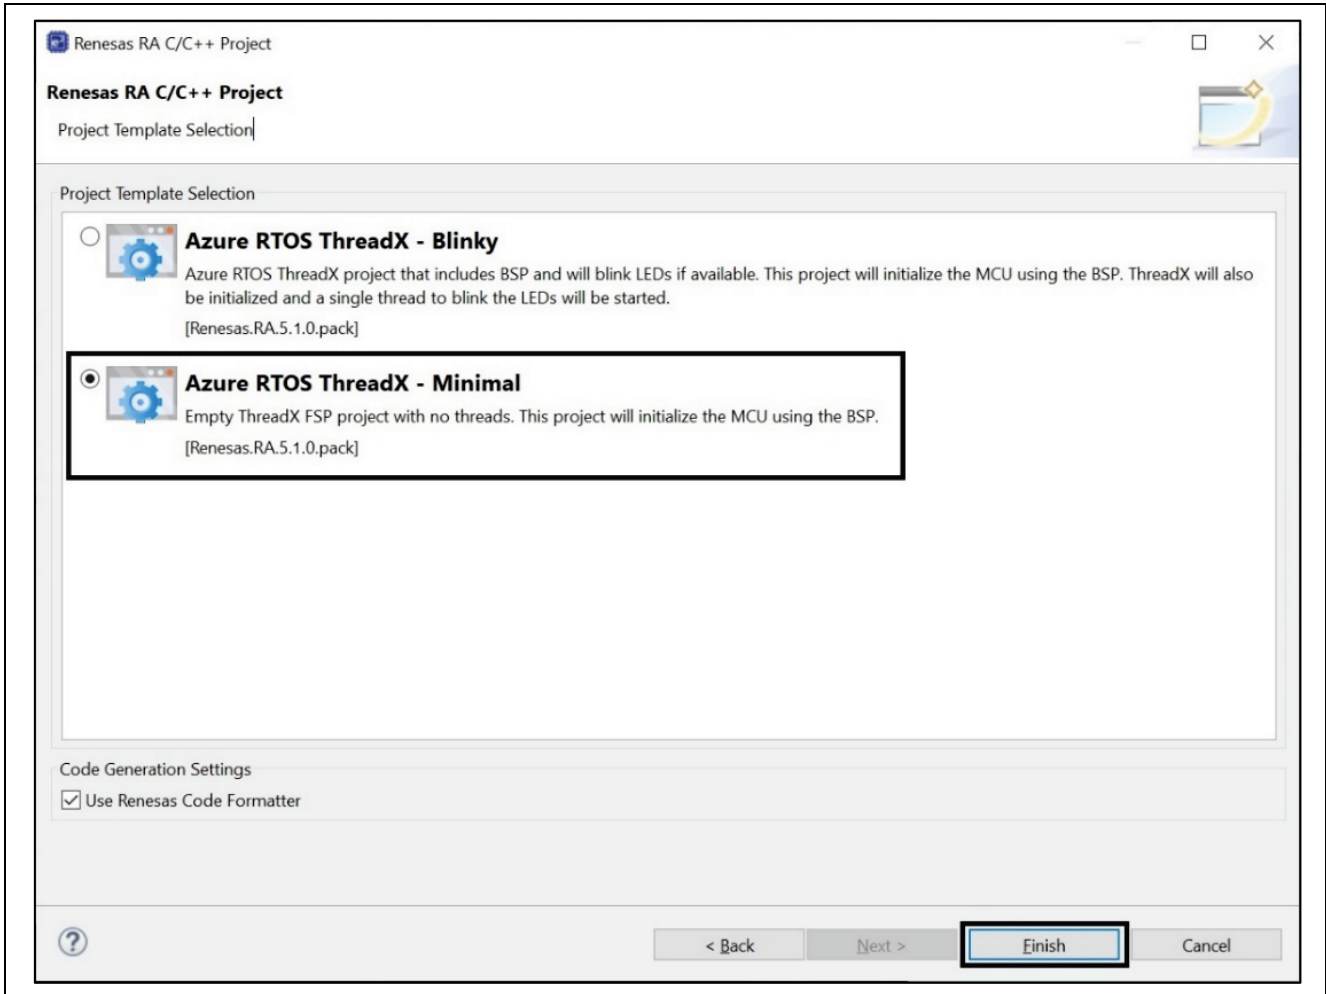 Renesas RA C/C++ Project
Renesas RA C/C++ Project
Project Template Selection
Project Template Selection
Azure RTOS ThreadX - Blinky
Azure RTOS ThreadX project that includes BSP and will blink LEDs if available. This project will initialize the MCU using the BSP. ThreadX will also
be initialized and a single thread to blink the LEDs will be started.
[Renesas.RA.5.1.0.pack]
Azure RTOS ThreadX - Minimal
Empty ThreadX FSP project with no threads. This project will initialize the MCU using the BSP.
[Renesas.RA.5.1.0.pack]
Code Generation Settings
Use Renesas Code Formatter
? < Back Next > Finish Cancel